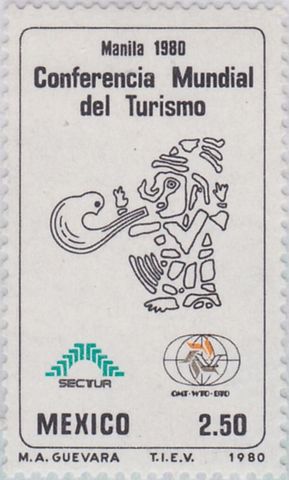 Manila 1980
Conferencia Mundial
del Turismo
SECTUR
OMT·WTO·BTO
MEXICO 2.50
M.A. GUEVARA T.I.E.V. 1980